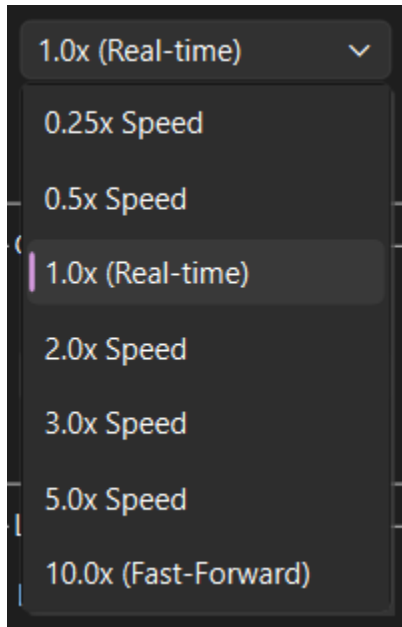 1.0x (Real-time)
0.25x Speed
0.5x Speed
1.0x (Real-time)
2.0x Speed
3.0x Speed
5.0x Speed
10.0x (Fast-Forward)